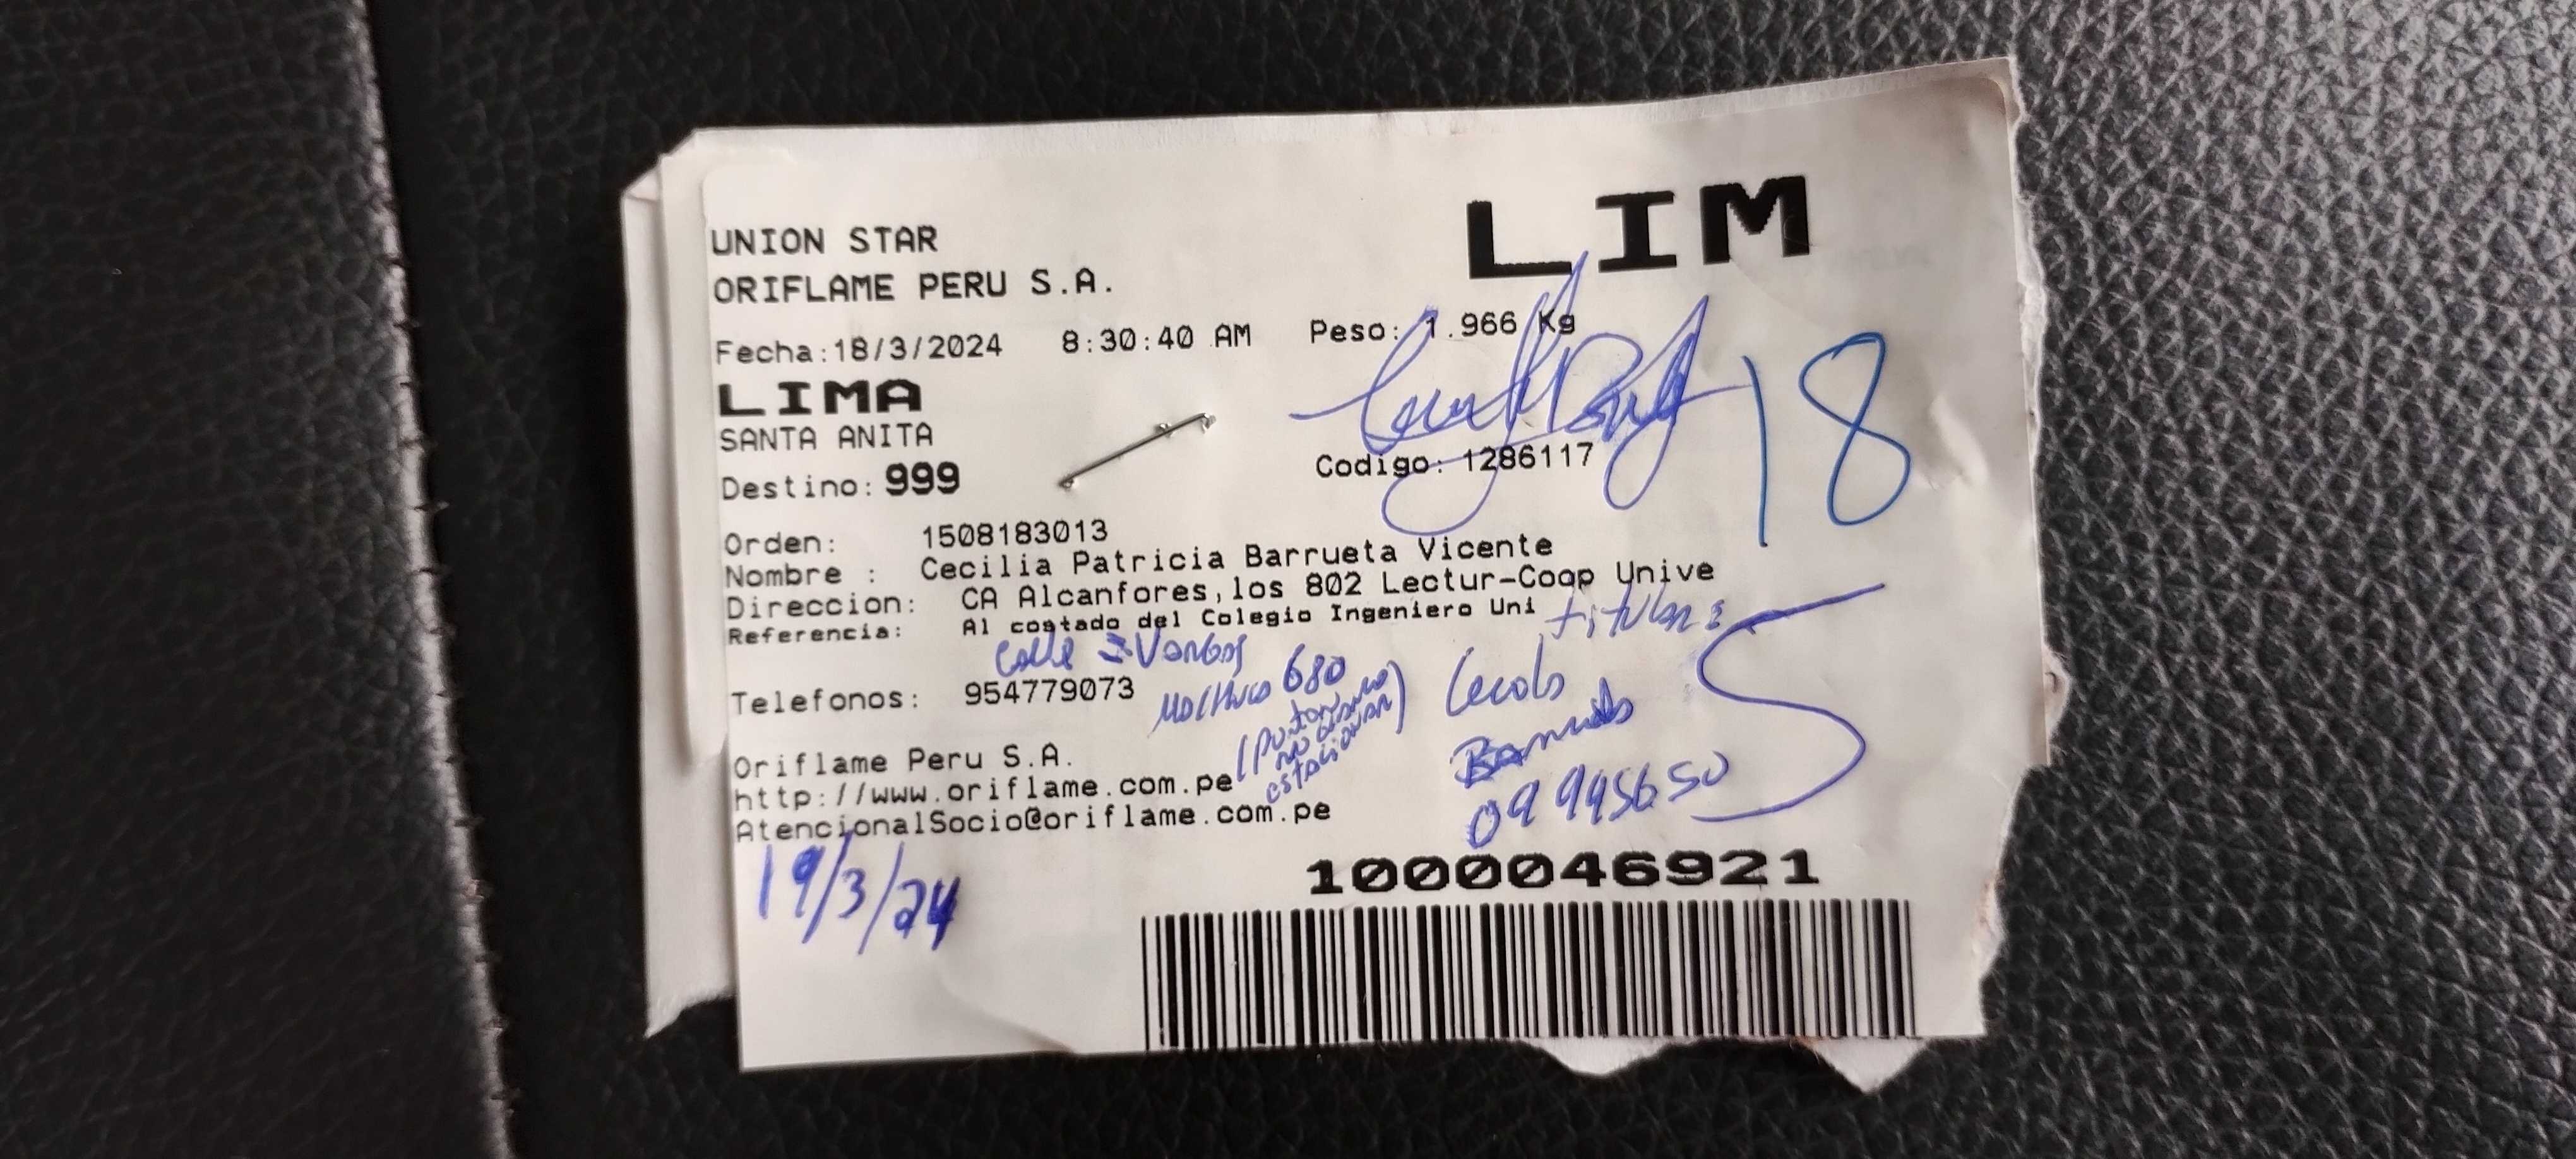 LIM
UNION STAR
ORIFLAME PERU S.A.
Fecha:18/3/2024 8:30:40 AM Peso: 1.966 Kg
LIMA
SANTA ANITA
18
Destino: 999 Codigo: 1286117
Orden: 1508183013
Nombre : Cecilia Patricia Barrueta Vicente
Direccion: CA Alcanfores,los 802 Lectur-Coop Unive
Referencia: Al costado del Colegio Ingeniero Uni
Calle
680
Telefonos: 954779073
Oriflame Peru S.A.
http://www.oriflame.com.pe
AtencionalSocio@oriflame.com.pe
09995650
19/3/24
1000046921